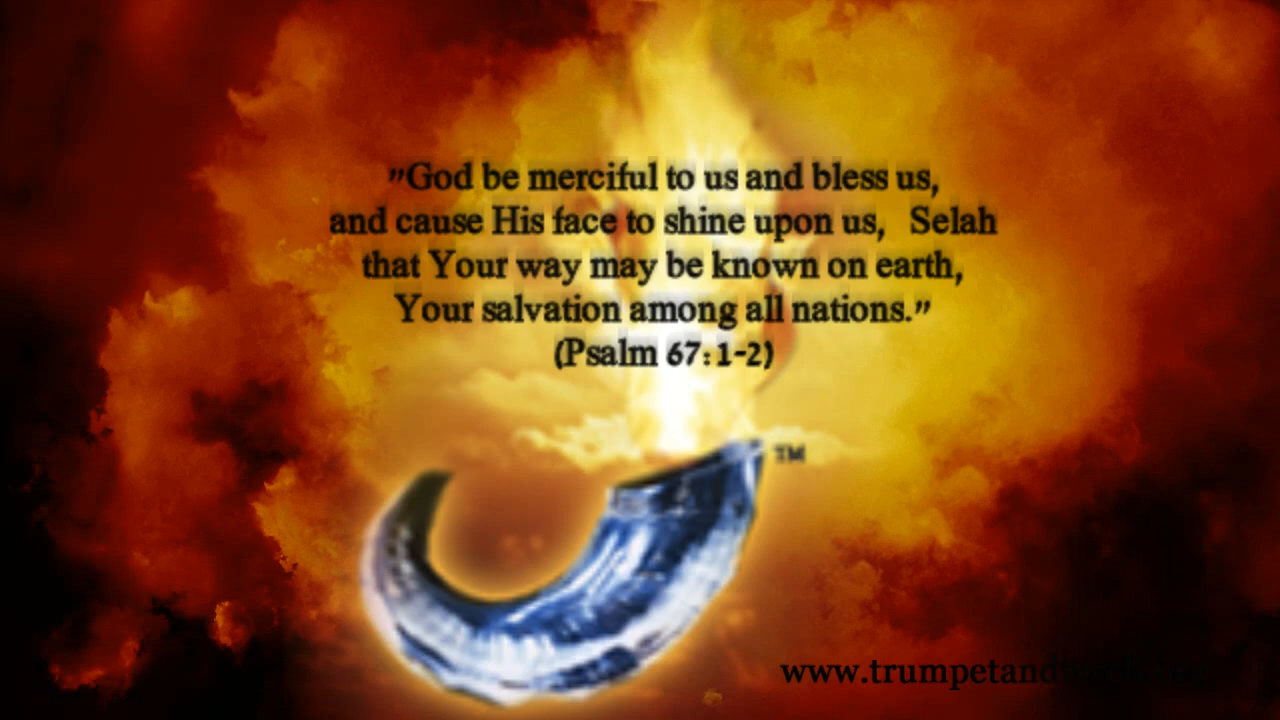 "God be merciful to us and bless us,
and cause His face to shine upon us, Selah
that Your way may be known on earth,
Your salvation among all nations."
(Psalm 67:1-2)
TM